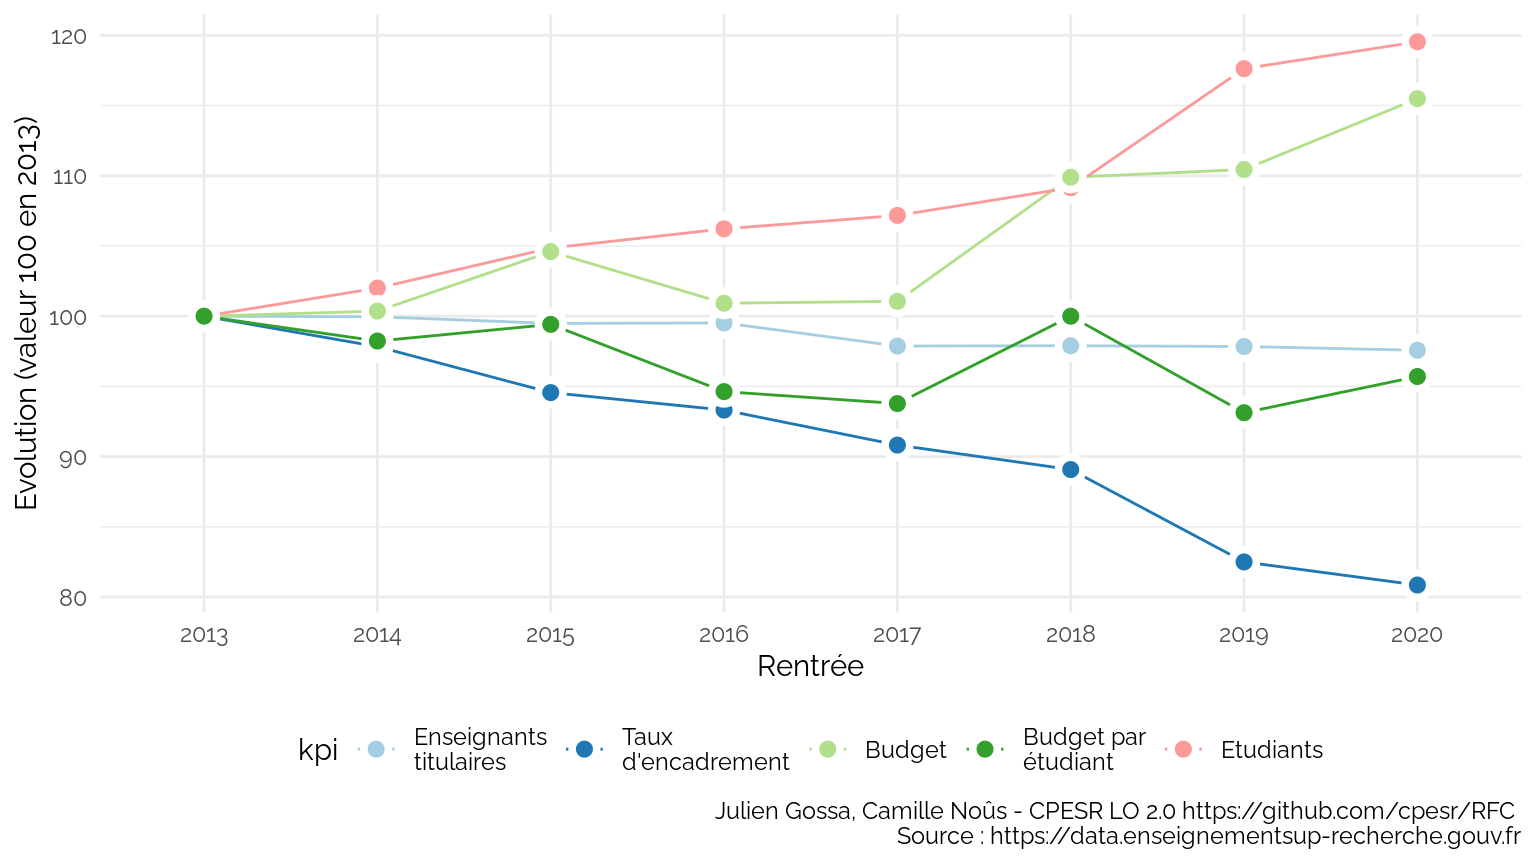 Evolution (valeur 100 en 2013)
120
110
100
90
80
2013 2014 2015 2016 2017 2018 2019 2020
Rentrée
kpi
Enseignants
titulaires
Taux
d'encadrement
Budget
Budget par
étudiant
Etudiants
Julien Gossa, Camille Noûs - CPESR LO 2.0 https://github.com/cpesr/RFC
Source : https://data.enseignementsup-recherche.gouv.fr